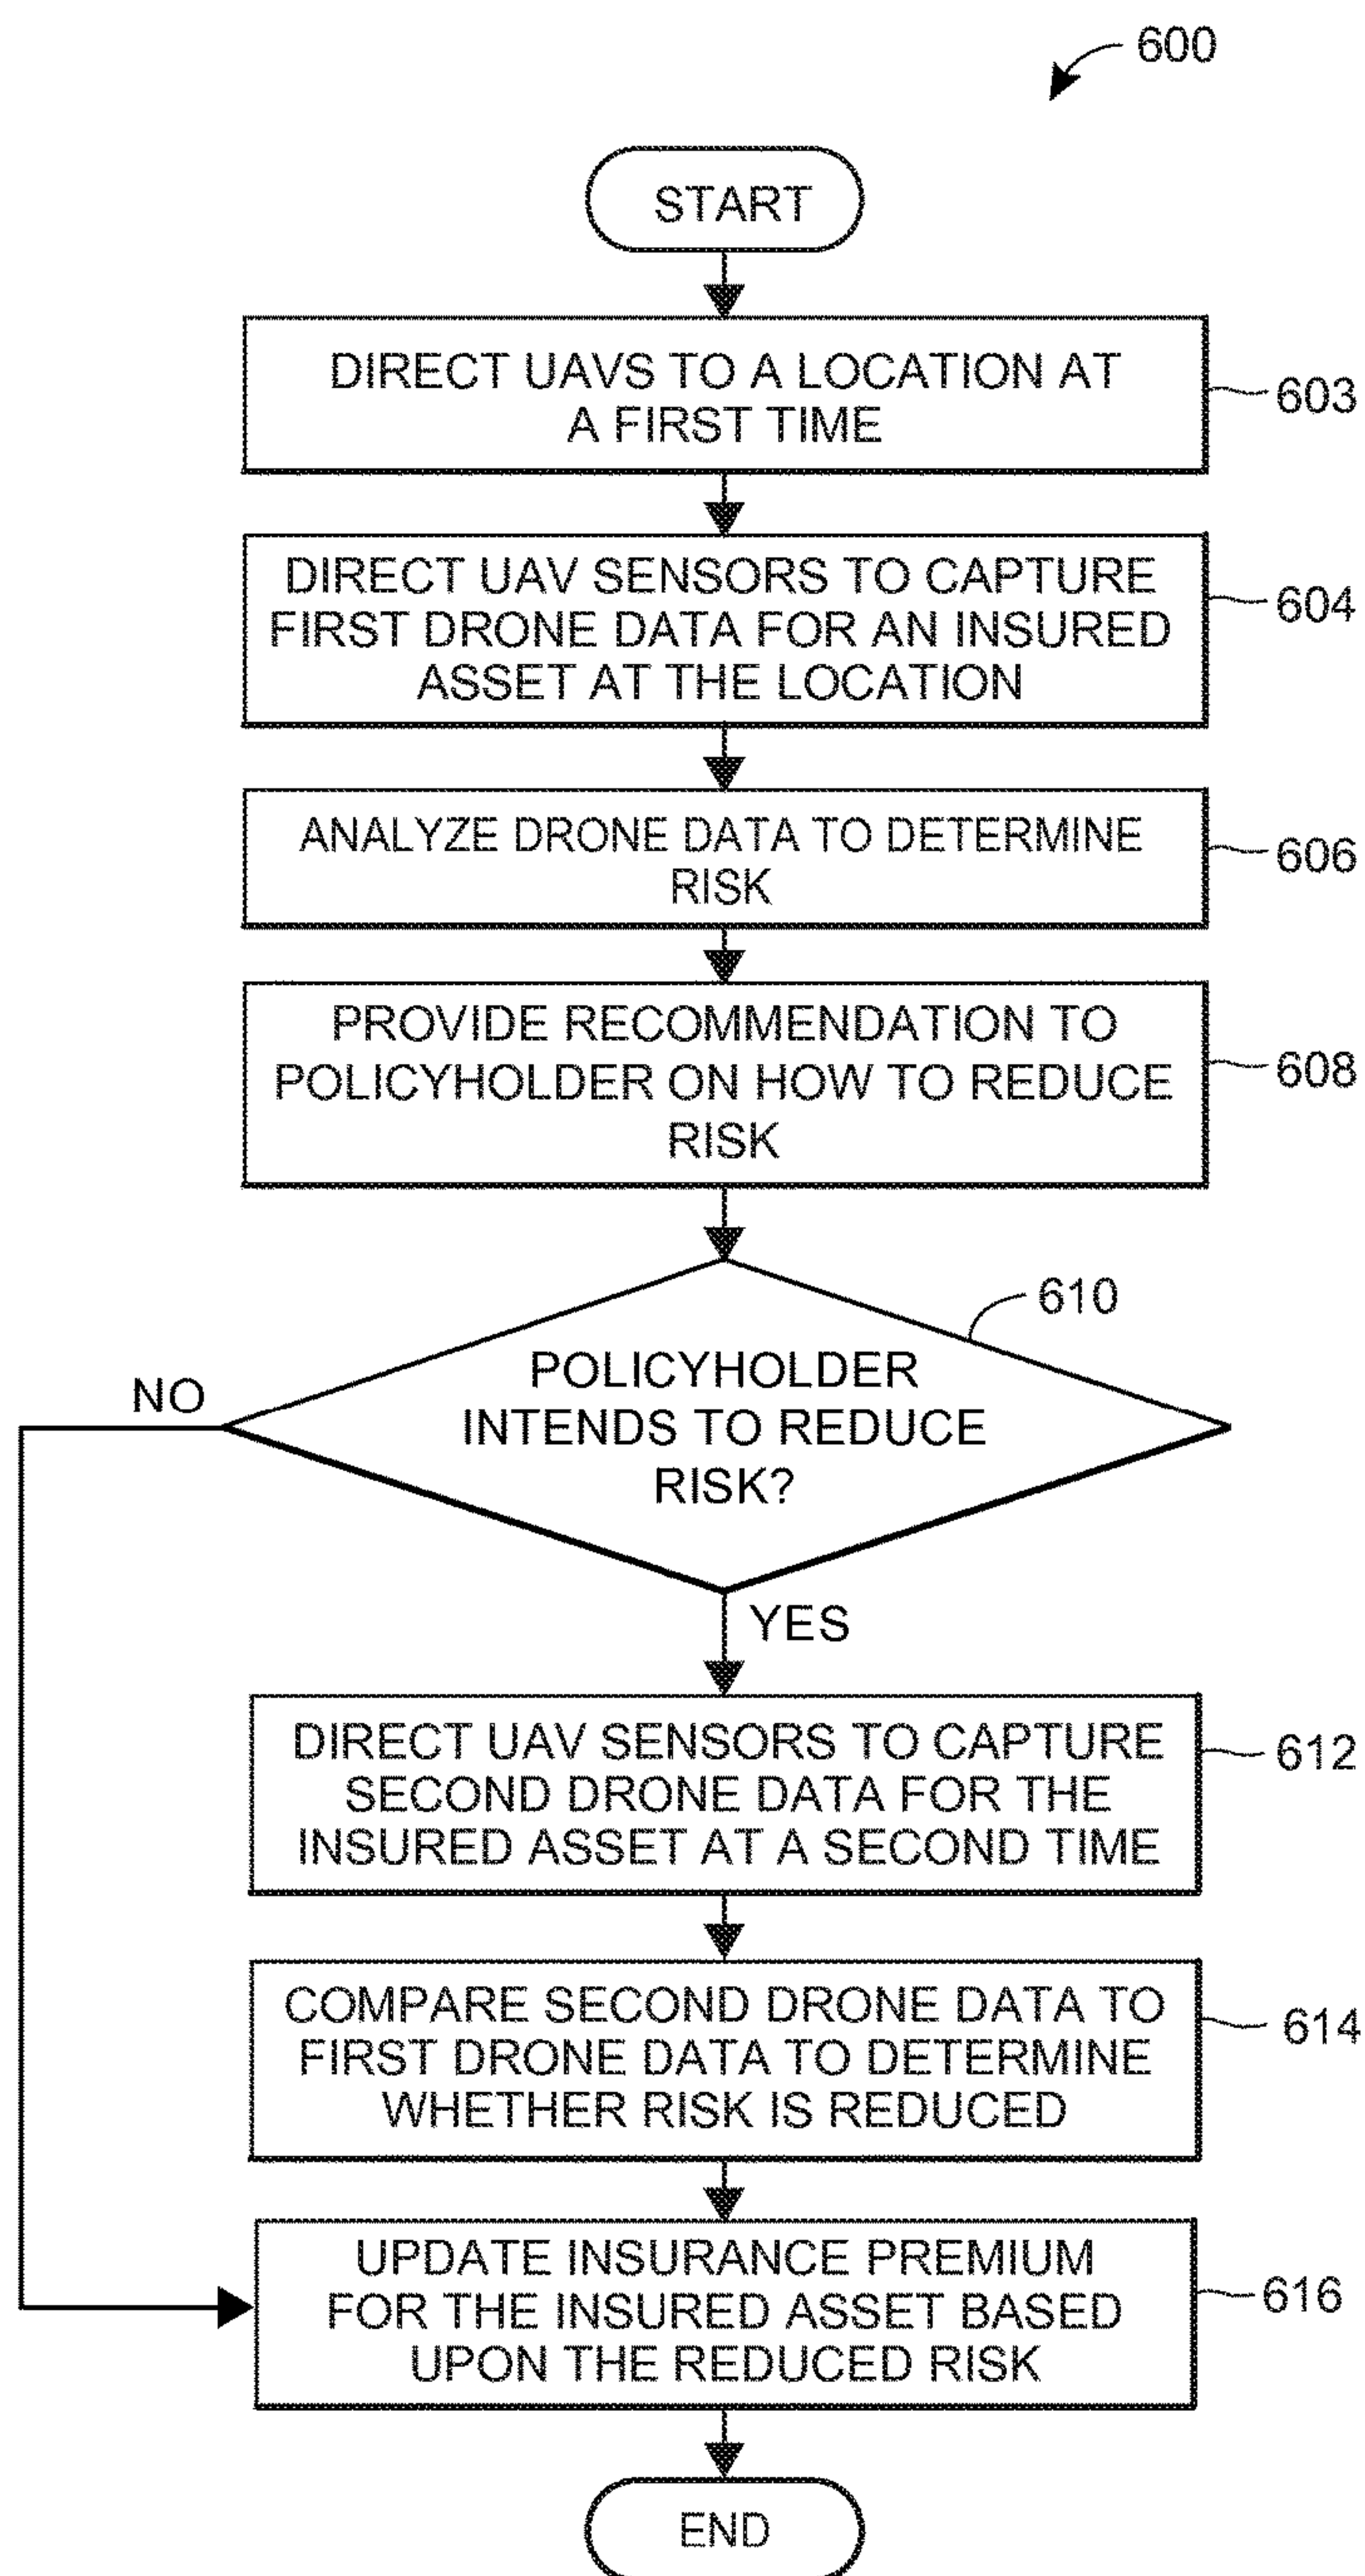 600
START
DIRECT UAVS TO A LOCATION AT
A FIRST TIME
603
DIRECT UAV SENSORS TO CAPTURE
FIRST DRONE DATA FOR AN INSURED
ASSET AT THE LOCATION
604
ANALYZE DRONE DATA TO DETERMINE
RISK
606
PROVIDE RECOMMENDATION TO
POLICYHOLDER ON HOW TO REDUCE
RISK
608
610
POLICYHOLDER
INTENDS TO REDUCE
RISK?
NO
YES
DIRECT UAV SENSORS TO CAPTURE
SECOND DRONE DATA FOR THE
INSURED ASSET AT A SECOND TIME
612
COMPARE SECOND DRONE DATA TO
FIRST DRONE DATA TO DETERMINE
WHETHER RISK IS REDUCED
614
UPDATE INSURANCE PREMIUM
FOR THE INSURED ASSET BASED
UPON THE REDUCED RISK
616
END